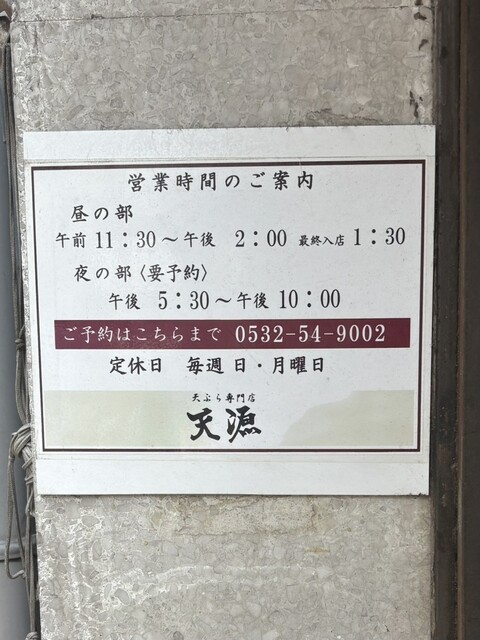 営業時間のご案内
昼の部
午前 11：30 ～ 午後 2：00 最終入店 1：30
夜の部〈要予約〉
午後 5：30 ～ 午後 10：00
ご予約はこちらまで 0532-54-9002
定休日 毎週 日・月曜日
天ぷら専門店
天源